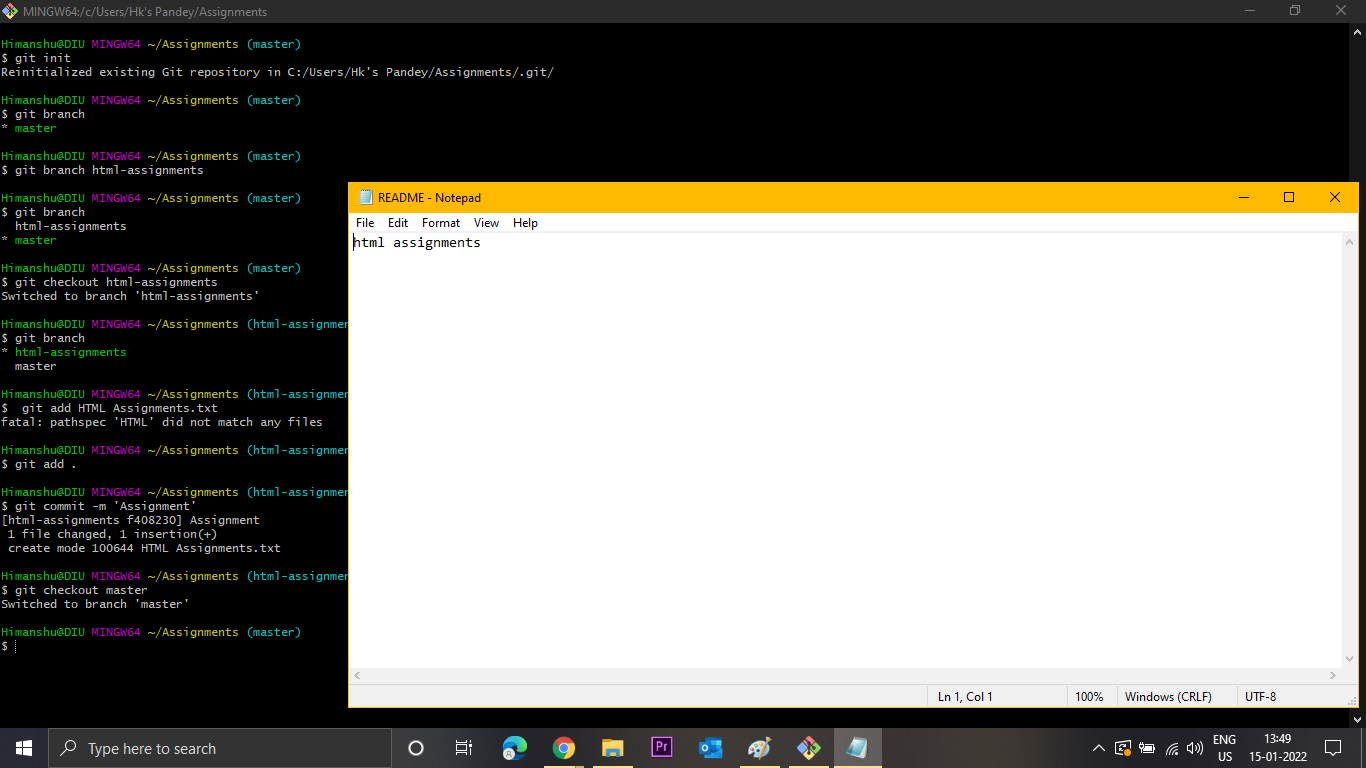 MINGW64:/c/Users/Hk's Pandey/Assignments
Himanshu@DIU MINGW64 ~/Assignments (master)
$ git init
Reinitialized existing Git repository in C:/Users/Hk's Pandey/Assignments/.git/
Himanshu@DIU MINGW64 ~/Assignments (master)
$ git branch
* master
Himanshu@DIU MINGW64 ~/Assignments (master)
$ git branch html-assignments
Himanshu@DIU MINGW64 ~/Assignments (master)
$ git branch
html-assignments
* master
Himanshu@DIU MINGW64 ~/Assignments (master)
$ git checkout html-assignments
Switched to branch 'html-assignments'
Himanshu@DIU MINGW64 ~/Assignments (html-assignmen
$ git branch
* html-assignments
master
Himanshu@DIU MINGW64 ~/Assignments (html-assignmen
$  git add HTML Assignments.txt
fatal: pathspec 'HTML' did not match any files
Himanshu@DIU MINGW64 ~/Assignments (html-assignmen
$ git add .
Himanshu@DIU MINGW64 ~/Assignments (html-assignmen
$ git commit -m 'Assignment'
[html-assignments f408230] Assignment
1 file changed, 1 insertion(+)
create mode 100644 HTML Assignments.txt
Himanshu@DIU MINGW64 ~/Assignments (html-assignmen
$ git checkout master
Switched to branch 'master'
Himanshu@DIU MINGW64 ~/Assignments (master)
$
README - Notepad
File Edit Format View Help
html assignments
Ln 1, Col 1 100% Windows (CRLF) UTF-8
Type here to search
Pr
ENG
US
13:49
15-01-2022